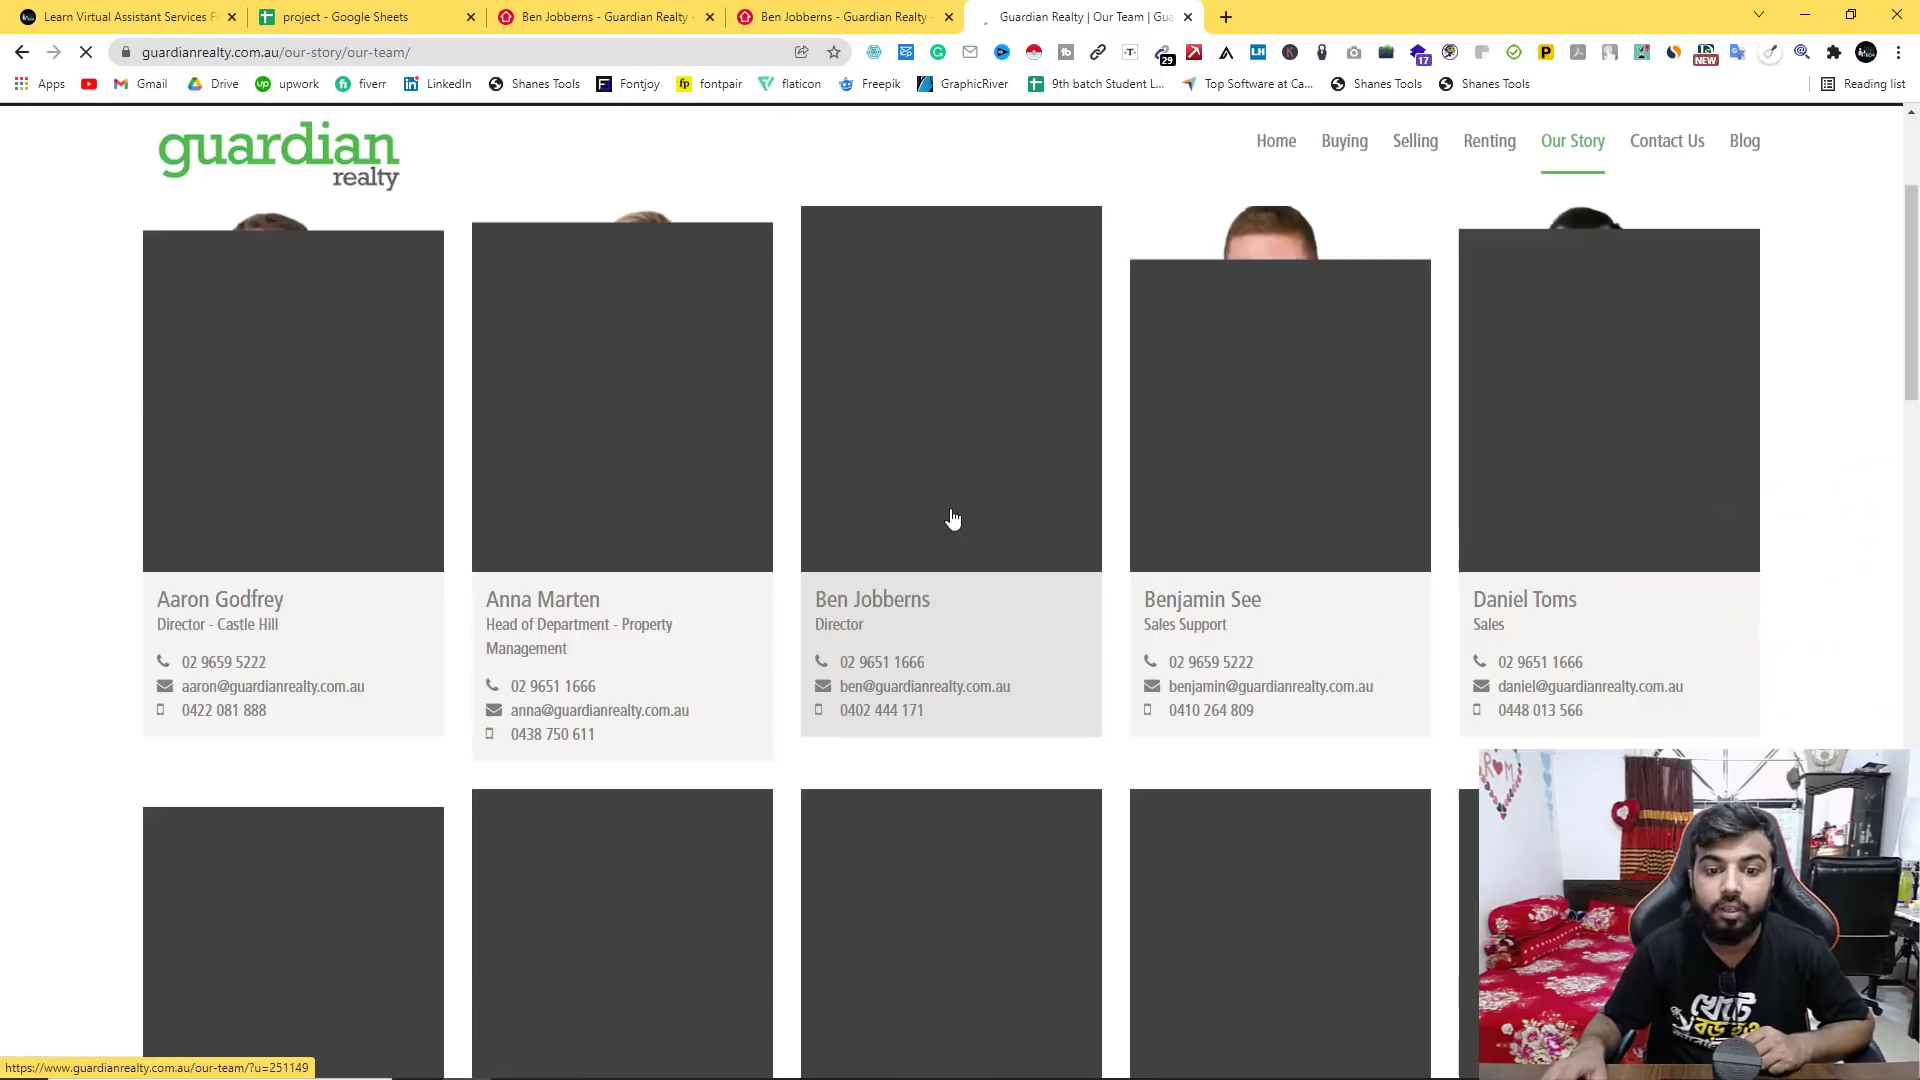 Learn Virtual Assistant Services F
project - Google Sheets
Ben Jobberns - Guardian Realty -
Ben Jobberns - Guardian Realty -
Guardian Realty | Our Team | Gua
guardianrealty.com.au/our-story/our-team/
29
17
NEW
Apps
Gmail
Drive
upwork
fiverr
LinkedIn
Shanes Tools
Fontjoy
fontpair
flaticon
Freepik
GraphicRiver
9th batch Student L...
Top Software at Ca...
Shanes Tools
Shanes Tools
Reading list
guardian
realty
Home
Buying
Selling
Renting
Our Story
Contact Us
Blog
Aaron Godfrey
Director - Castle Hill
02 9659 5222
aaron@guardianrealty.com.au
0422 081 888
Anna Marten
Head of Department - Property
Management
02 9651 1666
anna@guardianrealty.com.au
0438 750 611
Ben Jobberns
Director
02 9651 1666
ben@guardianrealty.com.au
0402 444 171
Benjamin See
Sales Support
02 9659 5222
benjamin@guardianrealty.com.au
0410 264 809
Daniel Toms
Sales
02 9651 1666
daniel@guardianrealty.com.au
0448 013 566
https://www.guardianrealty.com.au/our-team/?u=251149